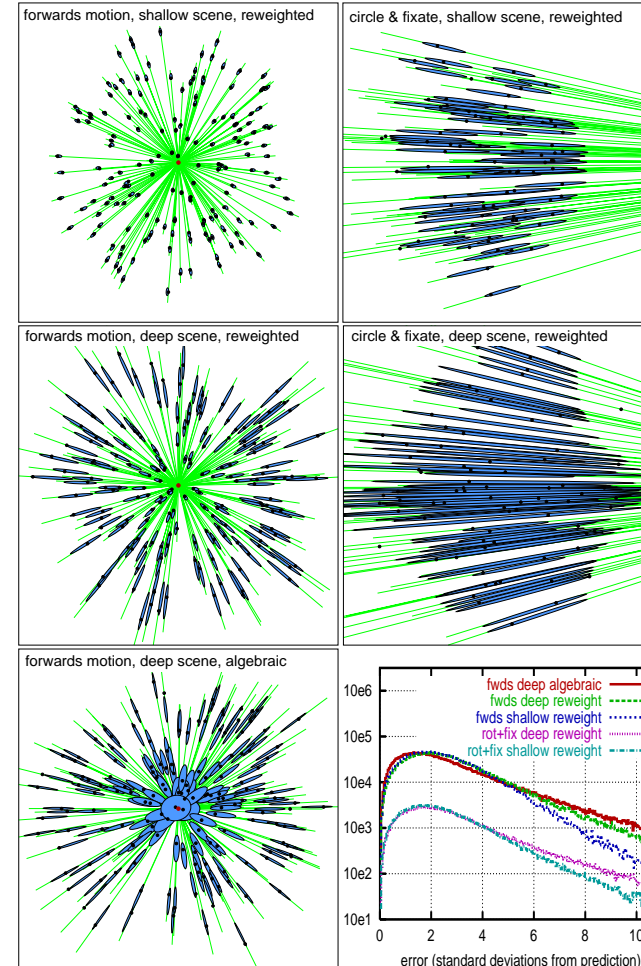 forwards motion, shallow scene, reweighted
circle & fixate, shallow scene, reweighted
forwards motion, deep scene, reweighted
circle & fixate, deep scene, reweighted
forwards motion, deep scene, algebraic
fwds deep algebraic
fwds deep reweight
fwds shallow reweight
rot+fix deep reweight
rot+fix shallow reweight
10e6
10e5
10e4
10e3
10e2
10e1
0 2 4 6 8 10
error (standard deviations from prediction)